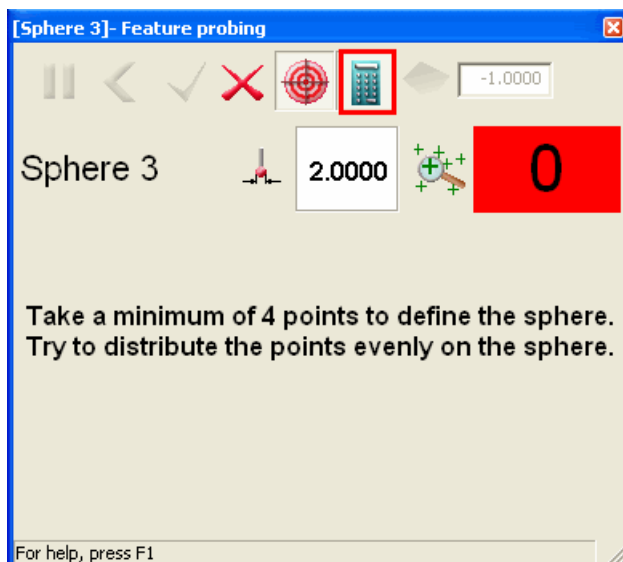 [Sphere 3]- Feature probing
-1.0000
Sphere 3
2.0000
0
Take a minimum of 4 points to define the sphere.
Try to distribute the points evenly on the sphere.
For help, press F1